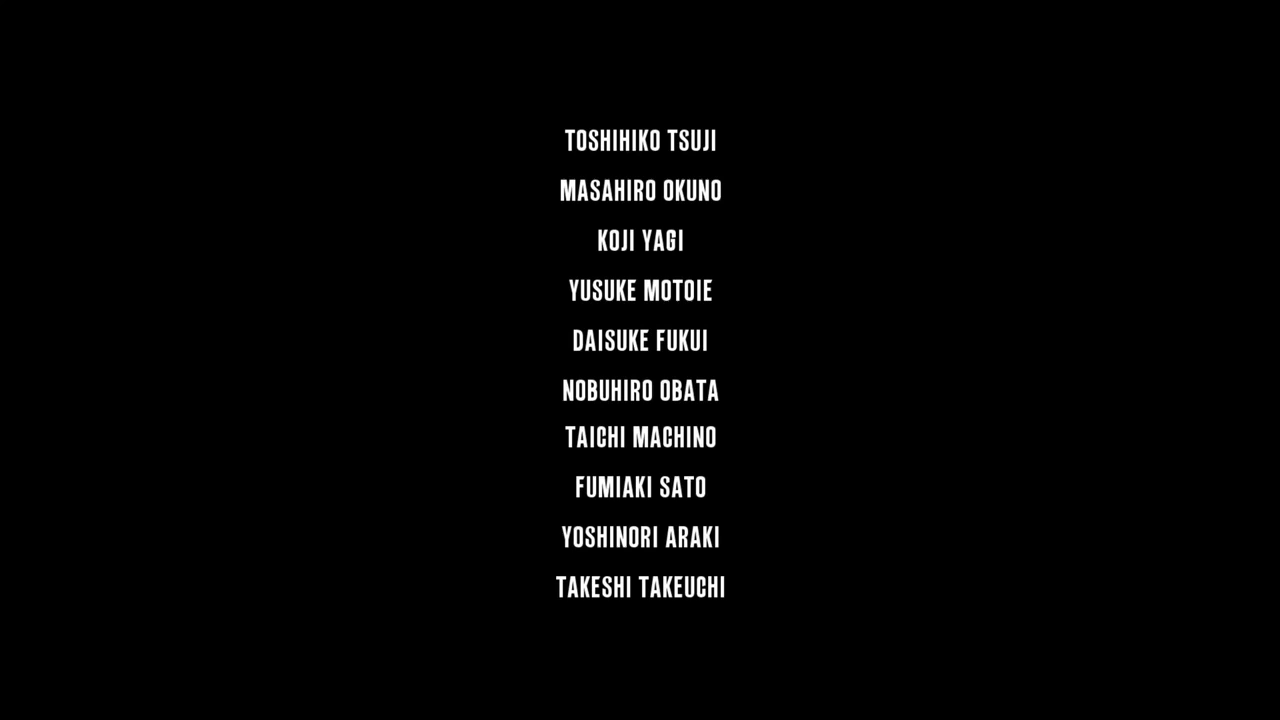 TOSHIHIKO TSUJI
MASAHIRO OKUNO
KOJI YAGI
YUSUKE MOTOIE
DAISUKE FUKUI
NOBUHIRO OBATA
TAICHI MACHINO
FUMIAKI SATO
YOSHINORI ARAKI
TAKESHI TAKEUCHI